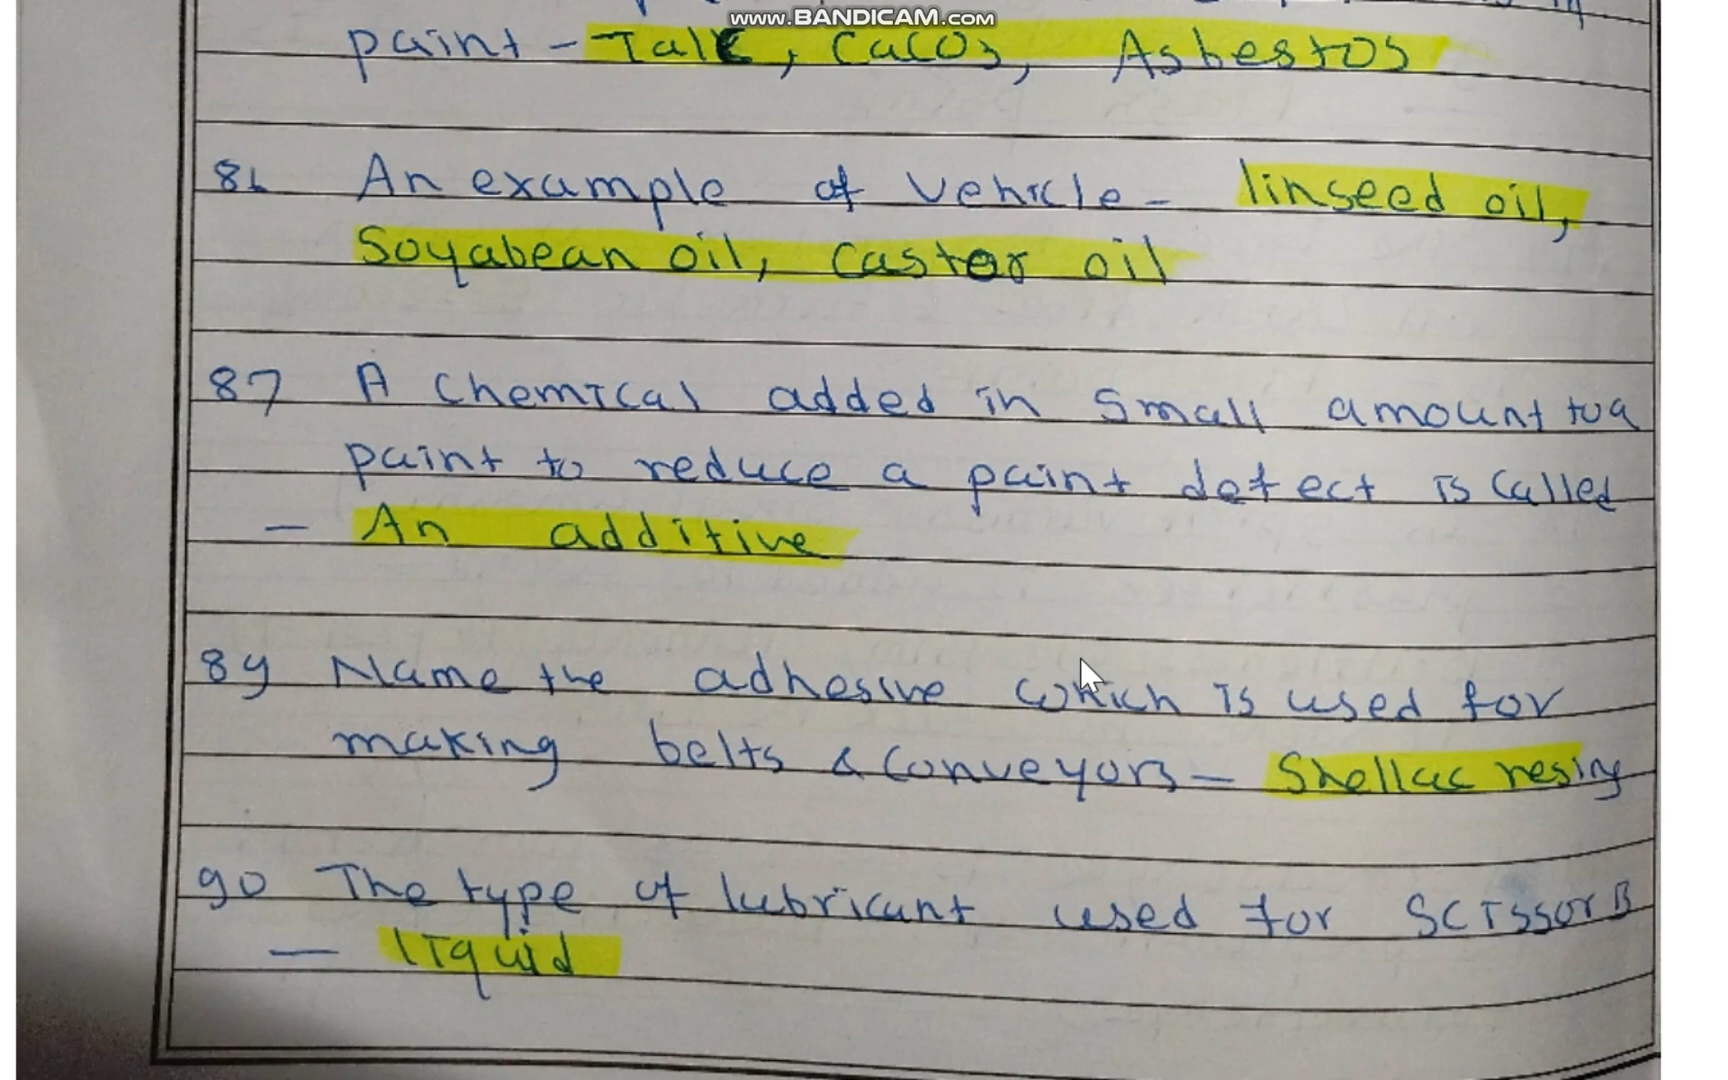 www.BANDICAM.com
paint - Talc, CaCO3, Asbestos
86 An example of vehicle - linseed oil,
Soyabean oil, Castor oil
87 A Chemical added in small amount to a
paint to reduce a paint defect is called
- An additive
89 Name the adhesive which is used for
making belts & conveyors - Shellac resins
90 The type of lubricant used for Scissors
- liquid